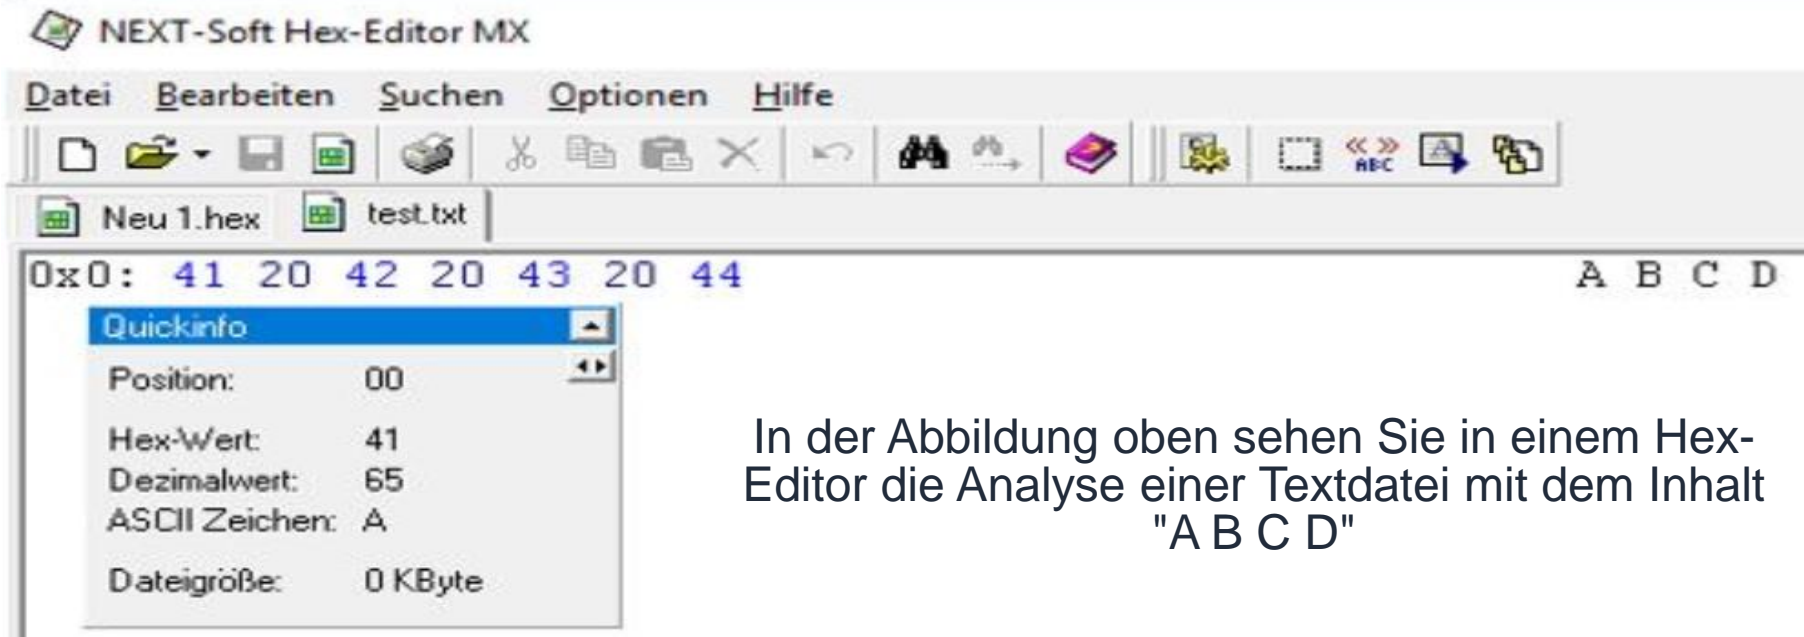 NEXT-Soft Hex-Editor MX
Datei Bearbeiten Suchen Optionen Hilfe
« »
ABC
A
Neu 1.hex test.txt
0x0: 41 20 42 20 43 20 44 A B C D
Quickinfo
Position: 00
Hex-Wert: 41
Dezimalwert: 65
ASCII Zeichen: A
Dateigröße: 0 KByte
In der Abbildung oben sehen Sie in einem Hex-
Editor die Analyse einer Textdatei mit dem Inhalt
"A B C D"